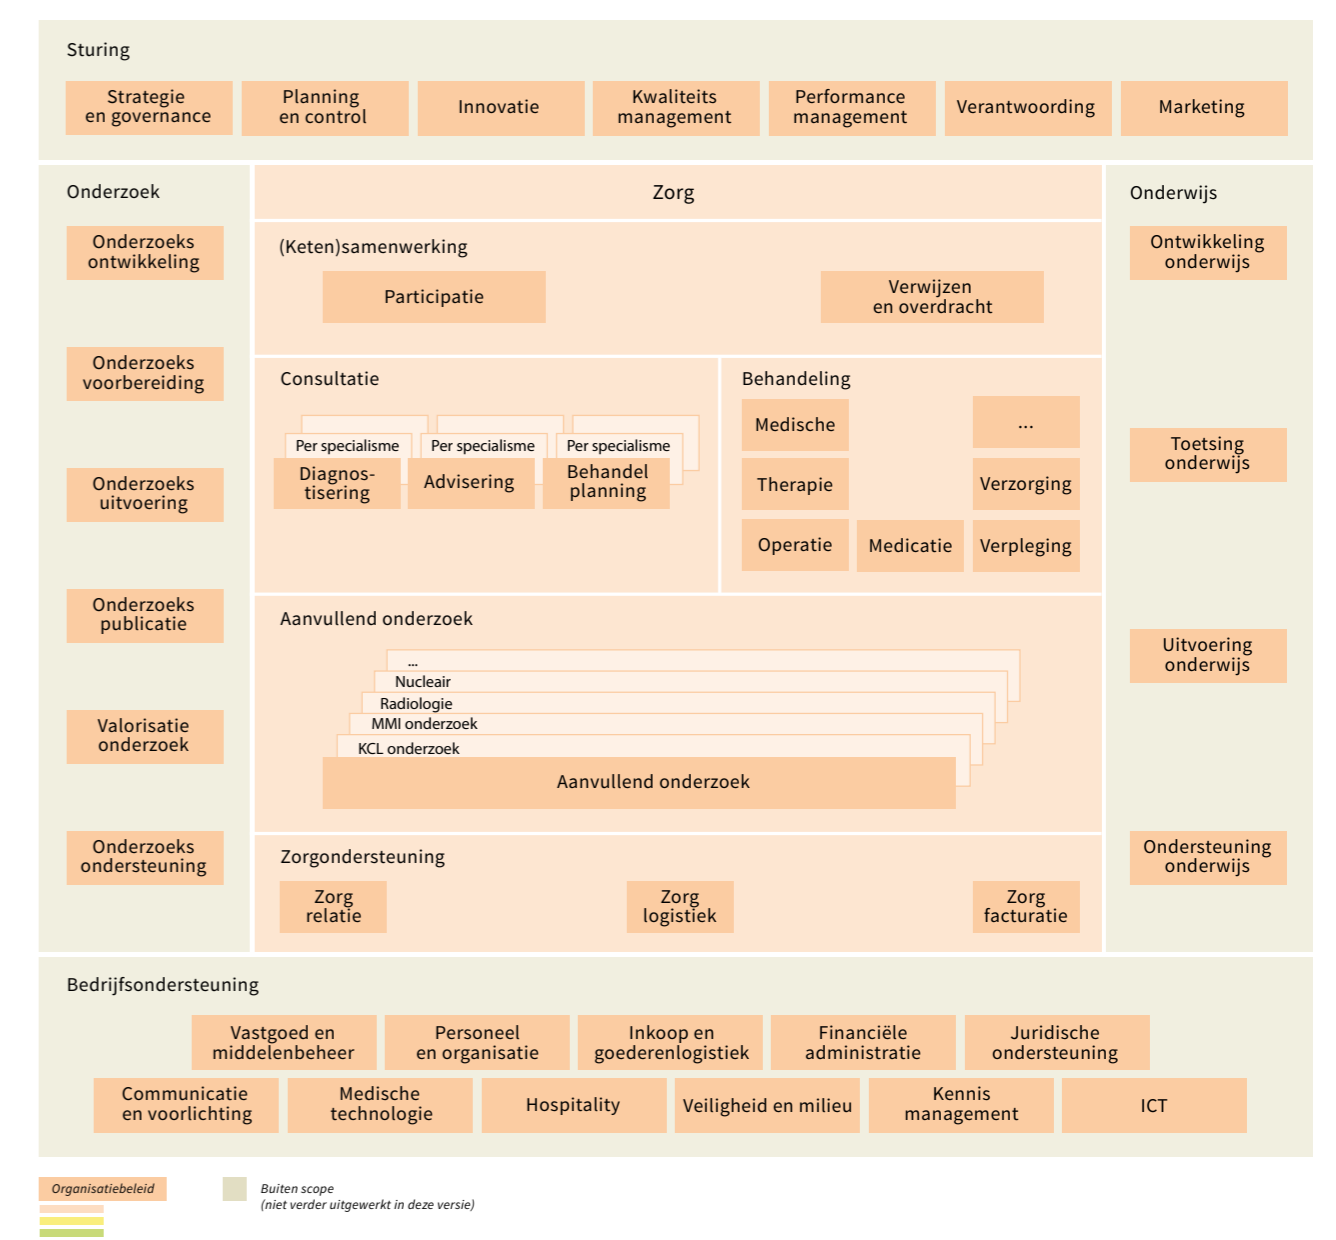 Sturing
Strategie
en governance
Planning
en control
Innovatie
Kwaliteits
management
Performance
management
Verantwoording
Marketing
Onderzoek
Onderzoeks
ontwikkeling
Onderzoeks
voorbereiding
Onderzoeks
uitvoering
Onderzoeks
publicatie
Valorisatie
onderzoek
Onderzoeks
ondersteuning
Zorg
(Keten)samenwerking
Participatie
Verwijzen
en overdracht
Consultatie
Per specialisme
Per specialisme
Per specialisme
Diagnos-
tisering
Advisering
Behandel
planning
Behandeling
Medische
...
Therapie
Verzorging
Operatie
Medicatie
Verpleging
Aanvullend onderzoek
...
Nucleair
Radiologie
MMI onderzoek
KCL onderzoek
Aanvullend onderzoek
Zorgondersteuning
Zorg
relatie
Zorg
logistiek
Zorg
facturatie
Onderwijs
Ontwikkeling
onderwijs
Toetsing
onderwijs
Uitvoering
onderwijs
Ondersteuning
onderwijs
Bedrijfsondersteuning
Vastgoed en
middelenbeheer
Personeel
en organisatie
Inkoop en
goederenlogistiek
Financiële
administratie
Juridische
ondersteuning
Communicatie
en voorlichting
Medische
technologie
Hospitality
Veiligheid en milieu
Kennis
management
ICT
Organisatiebeleid
Buiten scope
(niet verder uitgewerkt in deze versie)